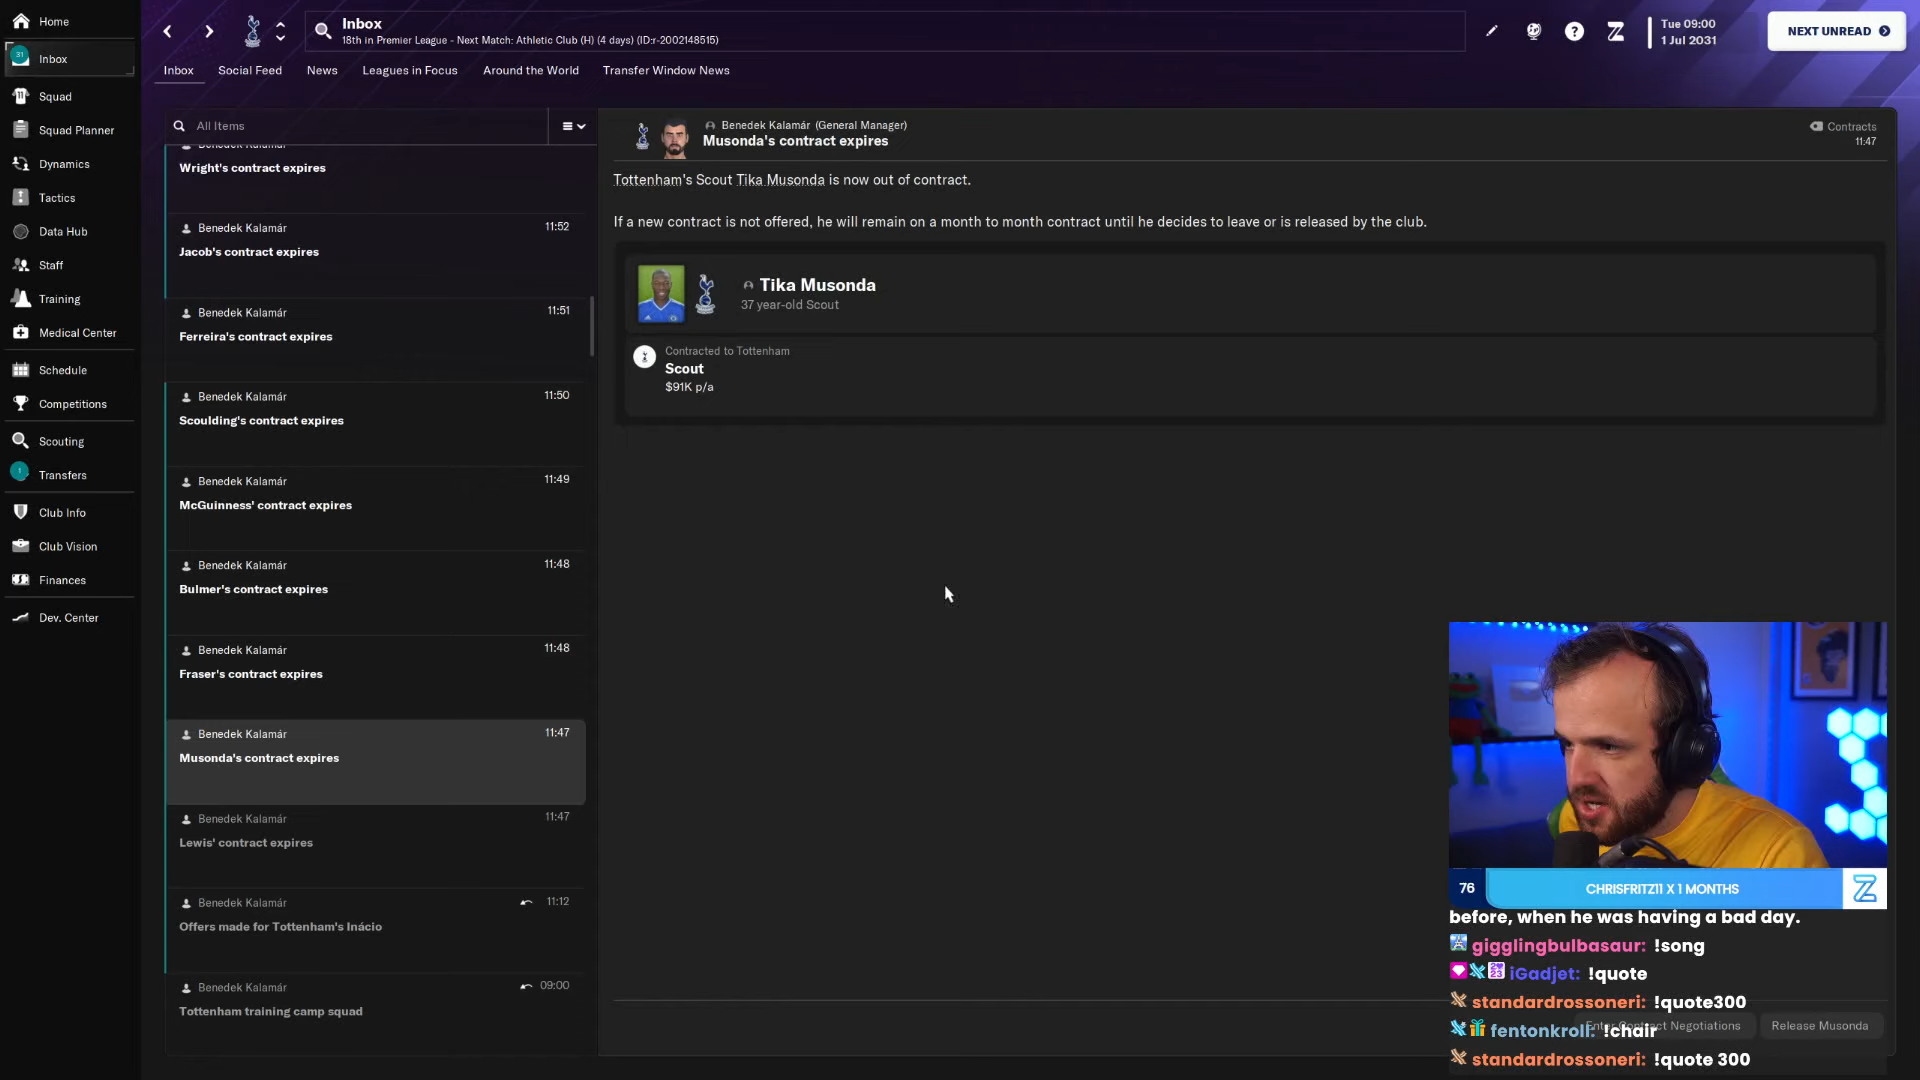 Home
31
Inbox
Squad
Squad Planner
Dynamics
Tactics
Data Hub
Staff
Training
Medical Center
Schedule
Competitions
Scouting
1
Transfers
Club Info
Club Vision
Finances
Dev. Center
Inbox
18th in Premier League - Next Match: Athletic Club (H) (4 days) (ID:r-2002148515)
Tue 09:00
1 Jul 2031
NEXT UNREAD
Inbox
Social Feed
News
Leagues in Focus
Around the World
Transfer Window News
All Items
Benedek Kalamár
Wright's contract expires
Benedek Kalamár 11:52
Jacob's contract expires
Benedek Kalamár 11:51
Ferreira's contract expires
Benedek Kalamár 11:50
Scoulding's contract expires
Benedek Kalamár 11:49
McGuinness' contract expires
Benedek Kalamár 11:48
Bulmer's contract expires
Benedek Kalamár 11:48
Fraser's contract expires
Benedek Kalamár 11:47
Musonda's contract expires
Benedek Kalamár 11:47
Lewis' contract expires
Benedek Kalamár 11:12
Offers made for Tottenham's Inácio
Benedek Kalamár 09:00
Tottenham training camp squad
Benedek Kalamár (General Manager)
Musonda's contract expires
Contracts
11:47
Tottenham's Scout Tika Musonda is now out of contract.
If a new contract is not offered, he will remain on a month to month contract until he decides to leave or is released by the club.
Tika Musonda
37 year-old Scout
Contracted to Tottenham
Scout
$91K p/a
76
CHRISFRITZ11 X 1 MONTHS
before, when he was having a bad day.
gigglingbulbasaur: !song
iGadjet: !quote
standardrossoneri: !quote300
fentonkroll: !chair
Enter Contract Negotiations
Release Musonda
standardrossoneri: !quote 300